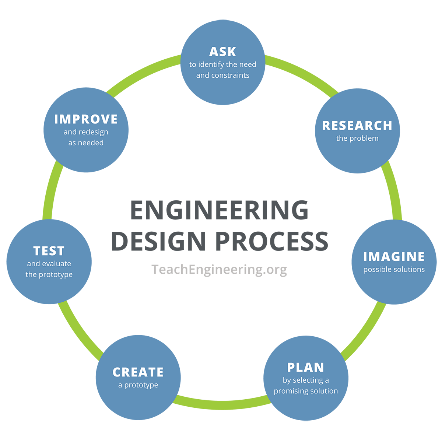 ASK
to identify the need
and constraints
RESEARCH
the problem
IMAGINE
possible solutions
PLAN
by selecting a
promising solution
CREATE
a prototype
TEST
and evaluate
the prototype
IMPROVE
and redesign
as needed
ENGINEERING
DESIGN PROCESS
TeachEngineering.org